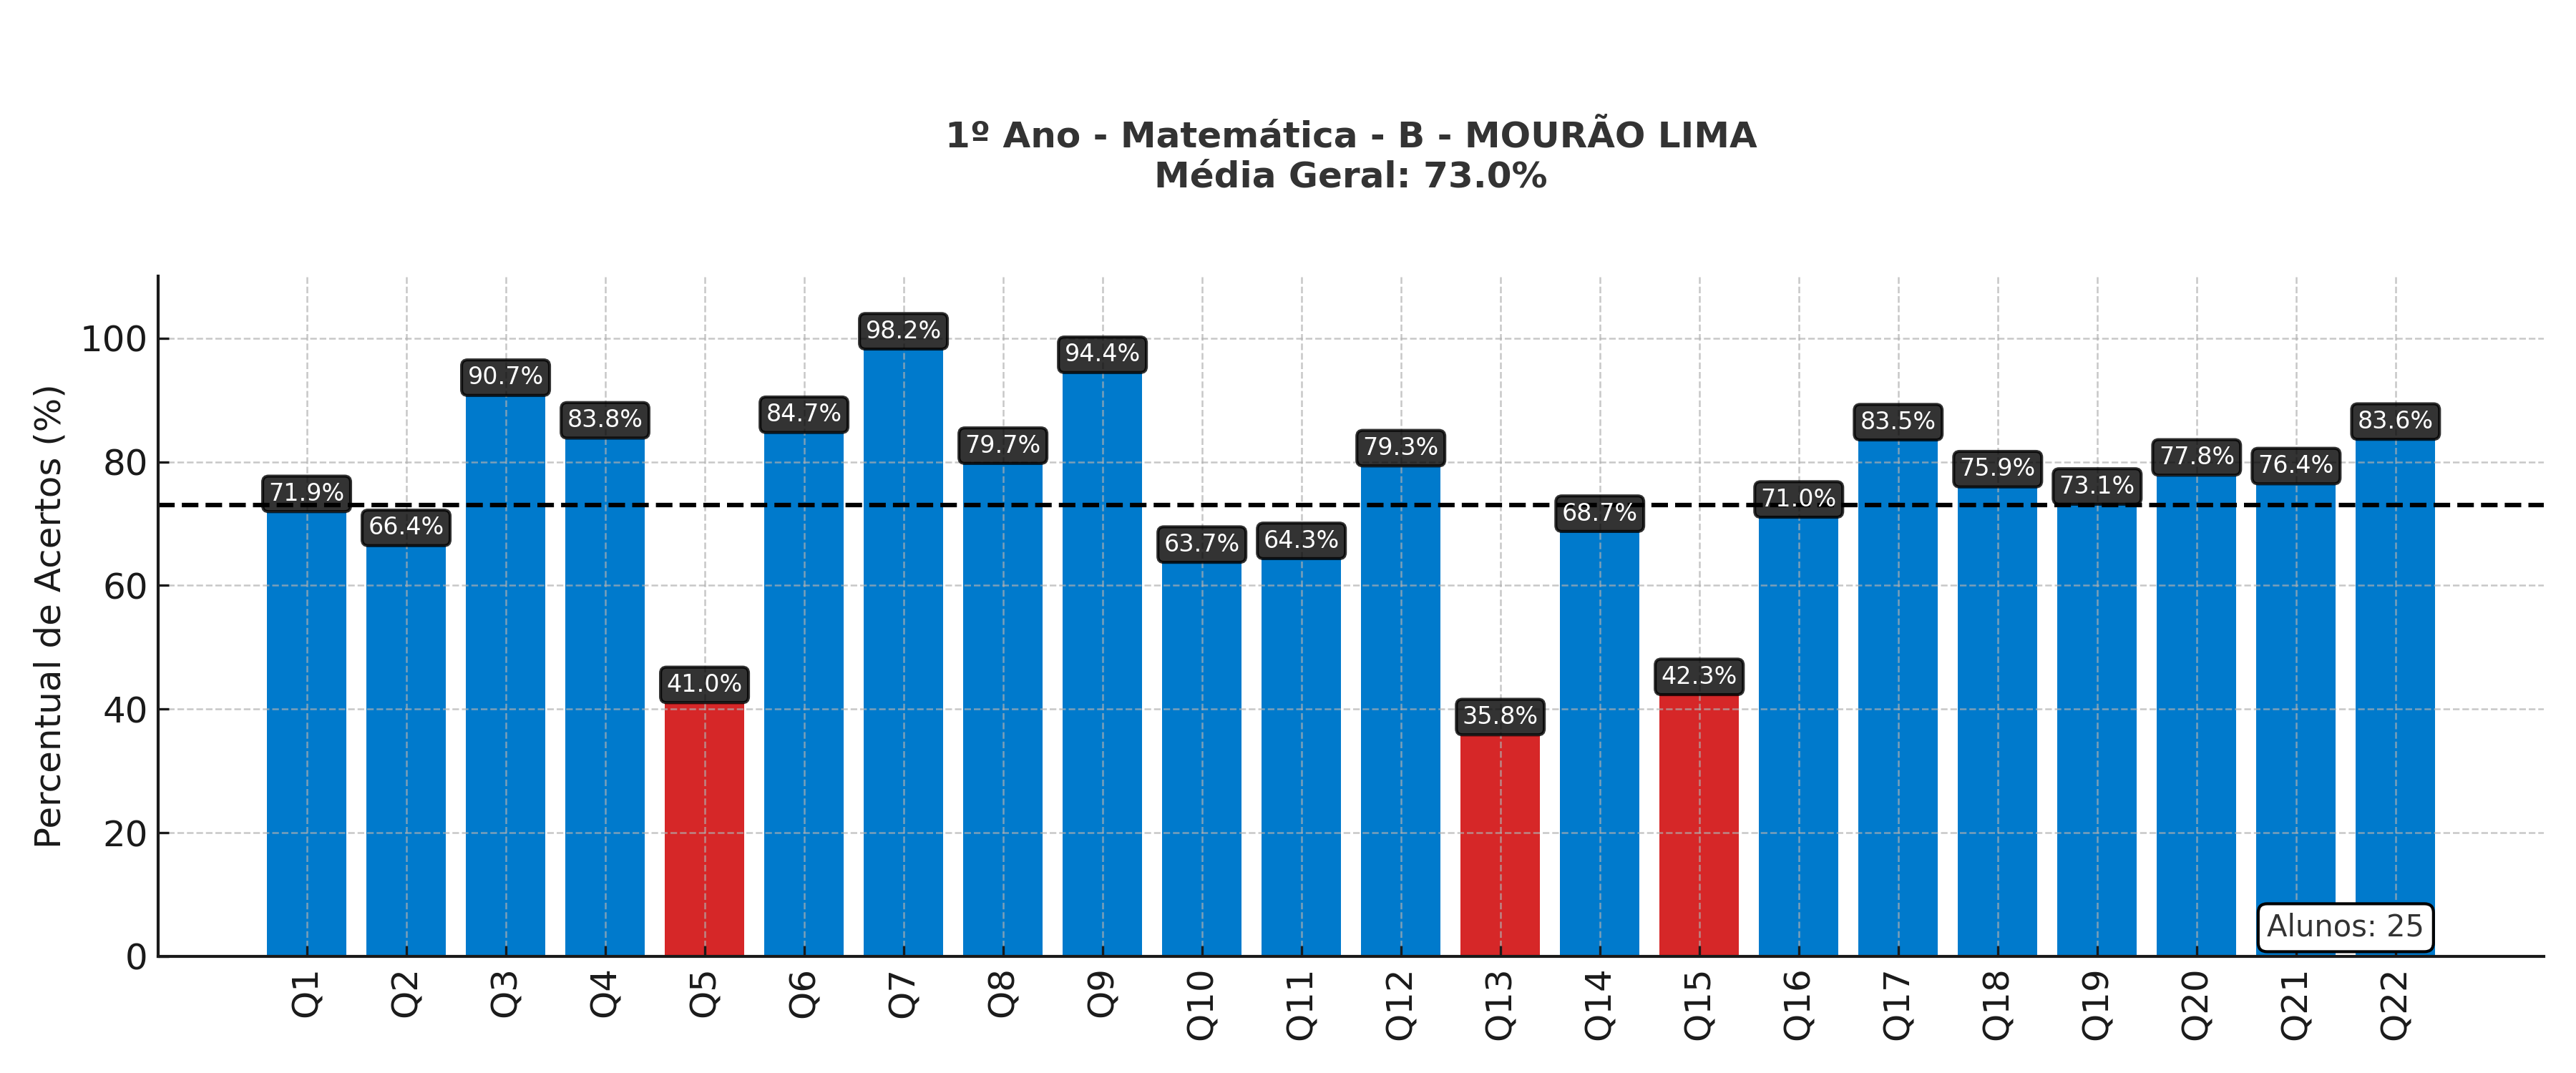 1º Ano - Matemática - B - MOURÃO LIMA
Média Geral: 73.0%
Percentual de Acertos (%)
100
80
60
40
20
0
71.9%
66.4%
90.7%
83.8%
41.0%
84.7%
98.2%
79.7%
94.4%
63.7%
64.3%
79.3%
35.8%
68.7%
42.3%
71.0%
83.5%
75.9%
73.1%
77.8%
76.4%
83.6%
Alunos: 25
Q1
Q2
Q3
Q4
Q5
Q6
Q7
Q8
Q9
Q10
Q11
Q12
Q13
Q14
Q15
Q16
Q17
Q18
Q19
Q20
Q21
Q22